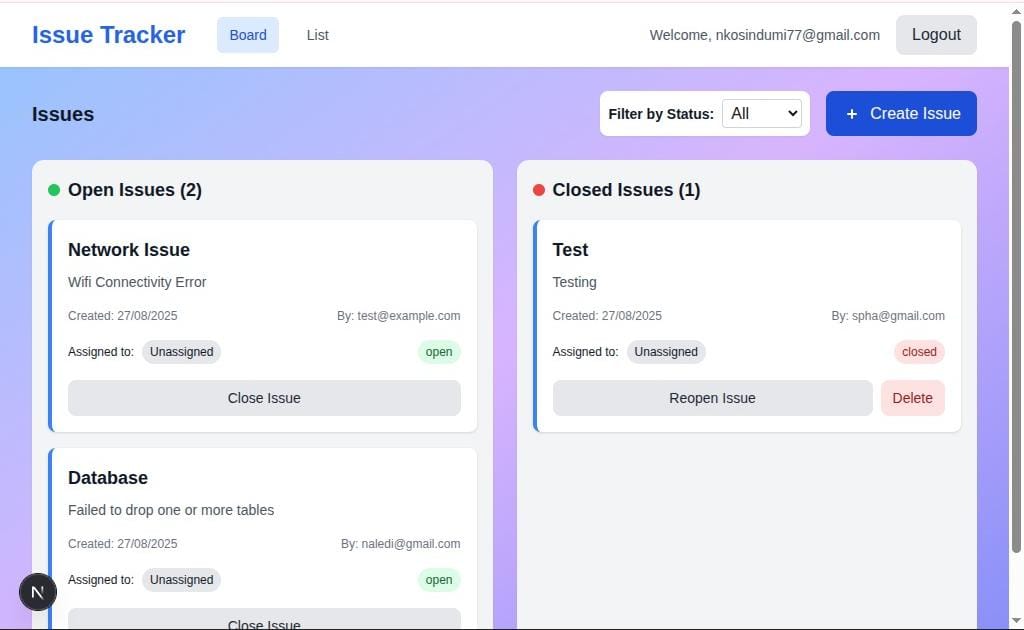 Issue Tracker
Board
List
Welcome, nkosindumi77@gmail.com
Logout
Issues
Filter by Status:
All
+ Create Issue
Open Issues (2)
Network Issue
Wifi Connectivity Error
Created: 27/08/2025 By: test@example.com
Assigned to: Unassigned open
Close Issue
Database
Failed to drop one or more tables
Created: 27/08/2025 By: naledi@gmail.com
Assigned to: Unassigned open
Close Issue
Closed Issues (1)
Test
Testing
Created: 27/08/2025 By: spha@gmail.com
Assigned to: Unassigned closed
Reopen Issue Delete
N